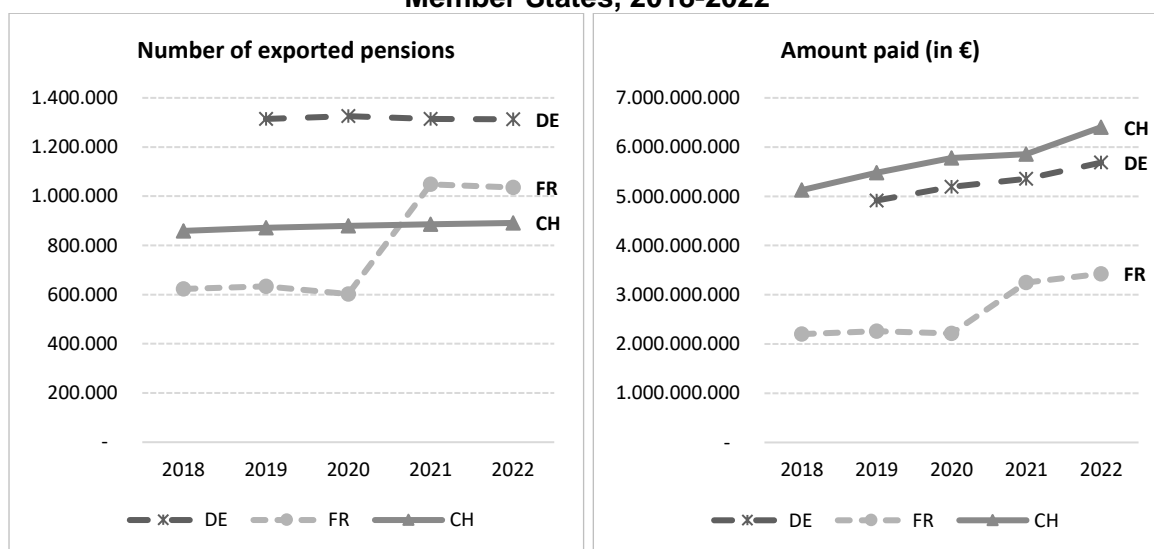 Member States, 2018-2022
Number of exported pensions
1.400.000
1.200.000
1.000.000
800.000
600.000
400.000
200.000
-
DE
FR
CH
2018 2019 2020 2021 2022
DE FR CH
Amount paid (in €)
7.000.000.000
6.000.000.000
5.000.000.000
4.000.000.000
3.000.000.000
2.000.000.000
1.000.000.000
-
CH
DE
FR
2018 2019 2020 2021 2022
DE FR CH